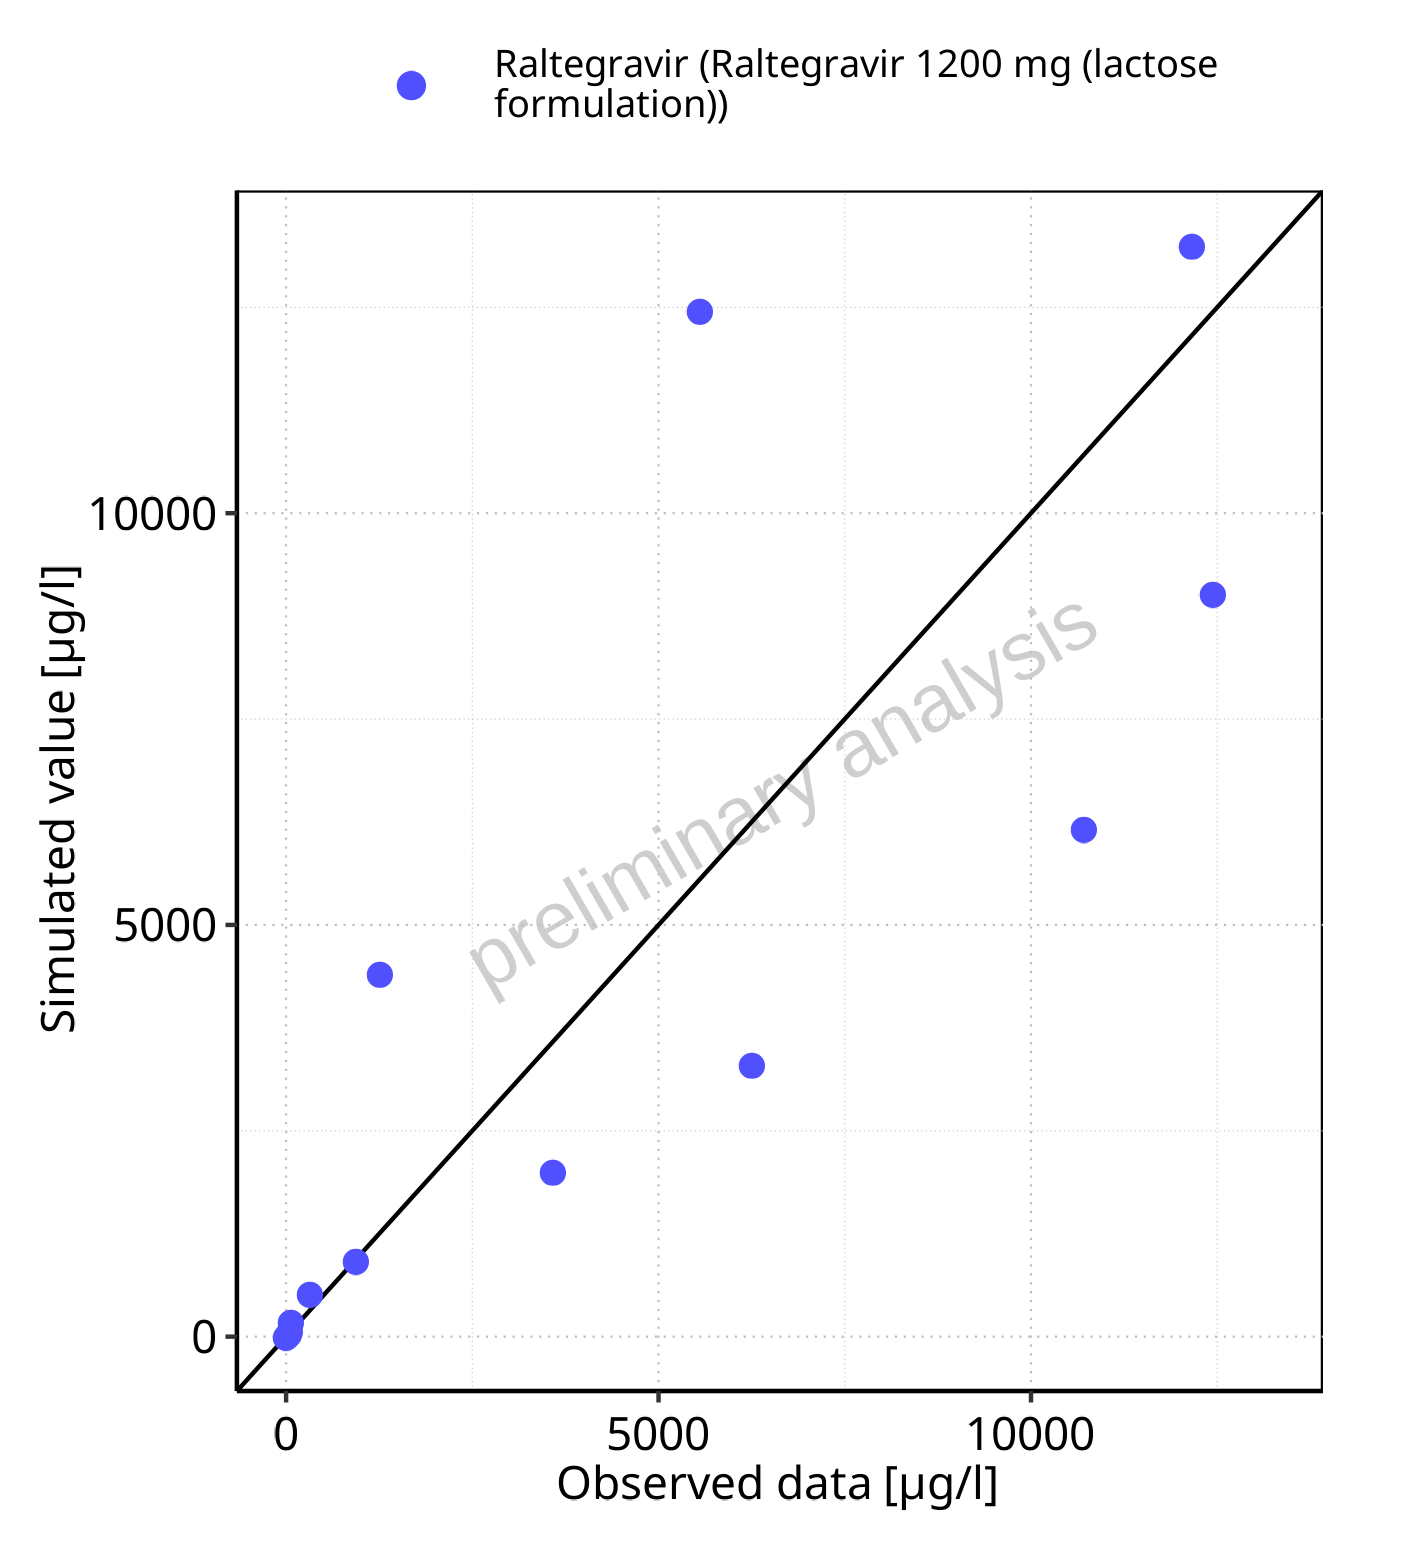 Raltegravir (Raltegravir 1200 mg (lactose
formulation))
10000
5000
0
Simulated value [µg/l]
preliminary analysis
0 5000 10000
Observed data [µg/l]